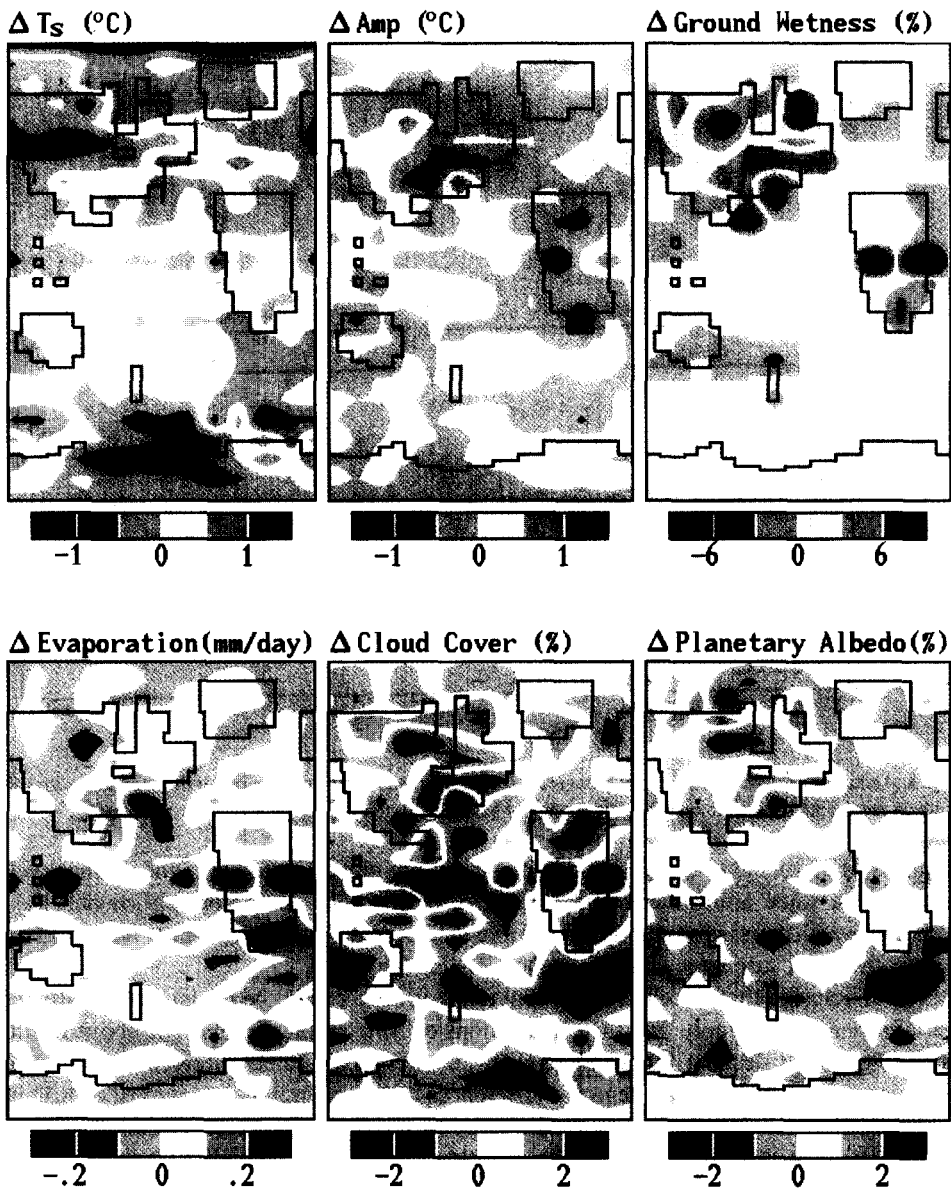 Δ Ts (°C)
Δ Amp (°C)
Δ Ground Wetness (%)
-1 0 1
-1 0 1
-6 0 6
Δ Evaporation(mm/day)
Δ Cloud Cover (%)
Δ Planetary Albedo(%)
-.2 0 .2
-2 0 2
-2 0 2